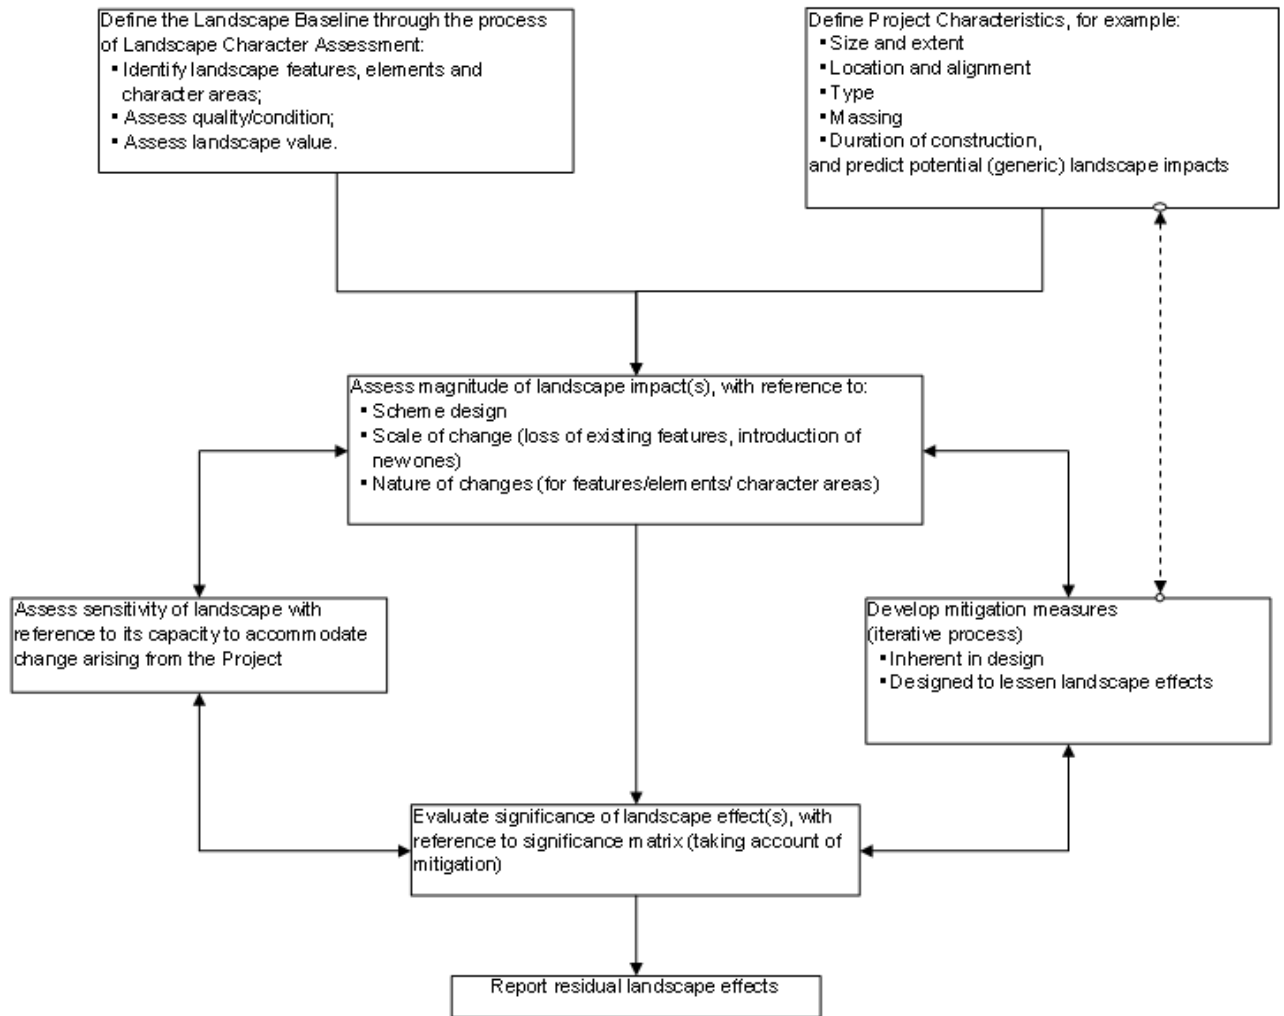 Define the Landscape Baseline through the process
of Landscape Character Assessment:
▪ Identify landscape features, elements and
character areas;
▪ Assess quality/condition;
▪ Assess landscape value.
Define Project Characteristics, for example:
▪ Size and extent
▪ Location and alignment
▪ Type
▪ Massing
▪ Duration of construction,
and predict potential (generic) landscape impacts
Assess magnitude of landscape impact(s), with reference to:
▪ Scheme design
▪ Scale of change (loss of existing features, introduction of
new ones)
▪ Nature of changes (for features/elements/ character areas)
Assess sensitivity of landscape with
reference to its capacity to accommodate
change arising from the Project
Develop mitigation measures
(iterative process)
▪ Inherent in design
▪ Designed to lessen landscape effects
Evaluate significance of landscape effect(s), with
reference to significance matrix (taking account of
mitigation)
Report residual landscape effects